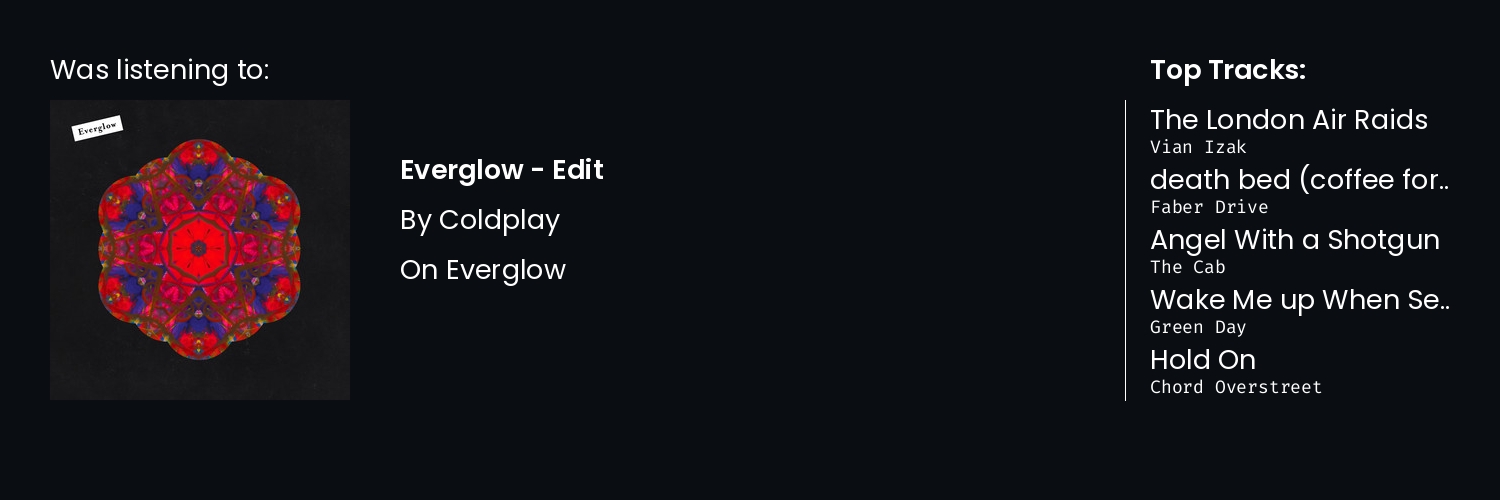 Was listening to:
Everglow
Everglow - Edit
By Coldplay
On Everglow
Top Tracks:
The London Air Raids
Vian Izak
death bed (coffee for..
Faber Drive
Angel With a Shotgun
The Cab
Wake Me up When Se..
Green Day
Hold On
Chord Overstreet